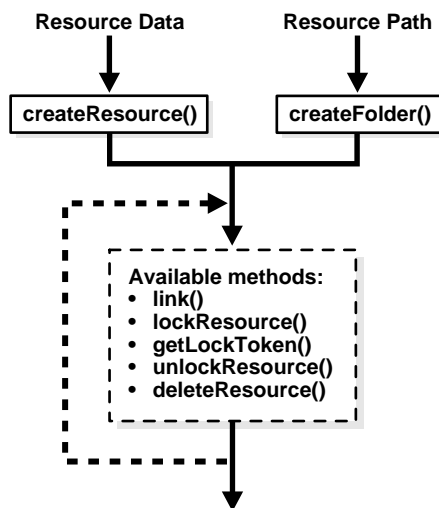 Resource Data
Resource Path
createResource()
createFolder()
Available methods:
• link()
• lockResource()
• getLockToken()
• unlockResource()
• deleteResource()